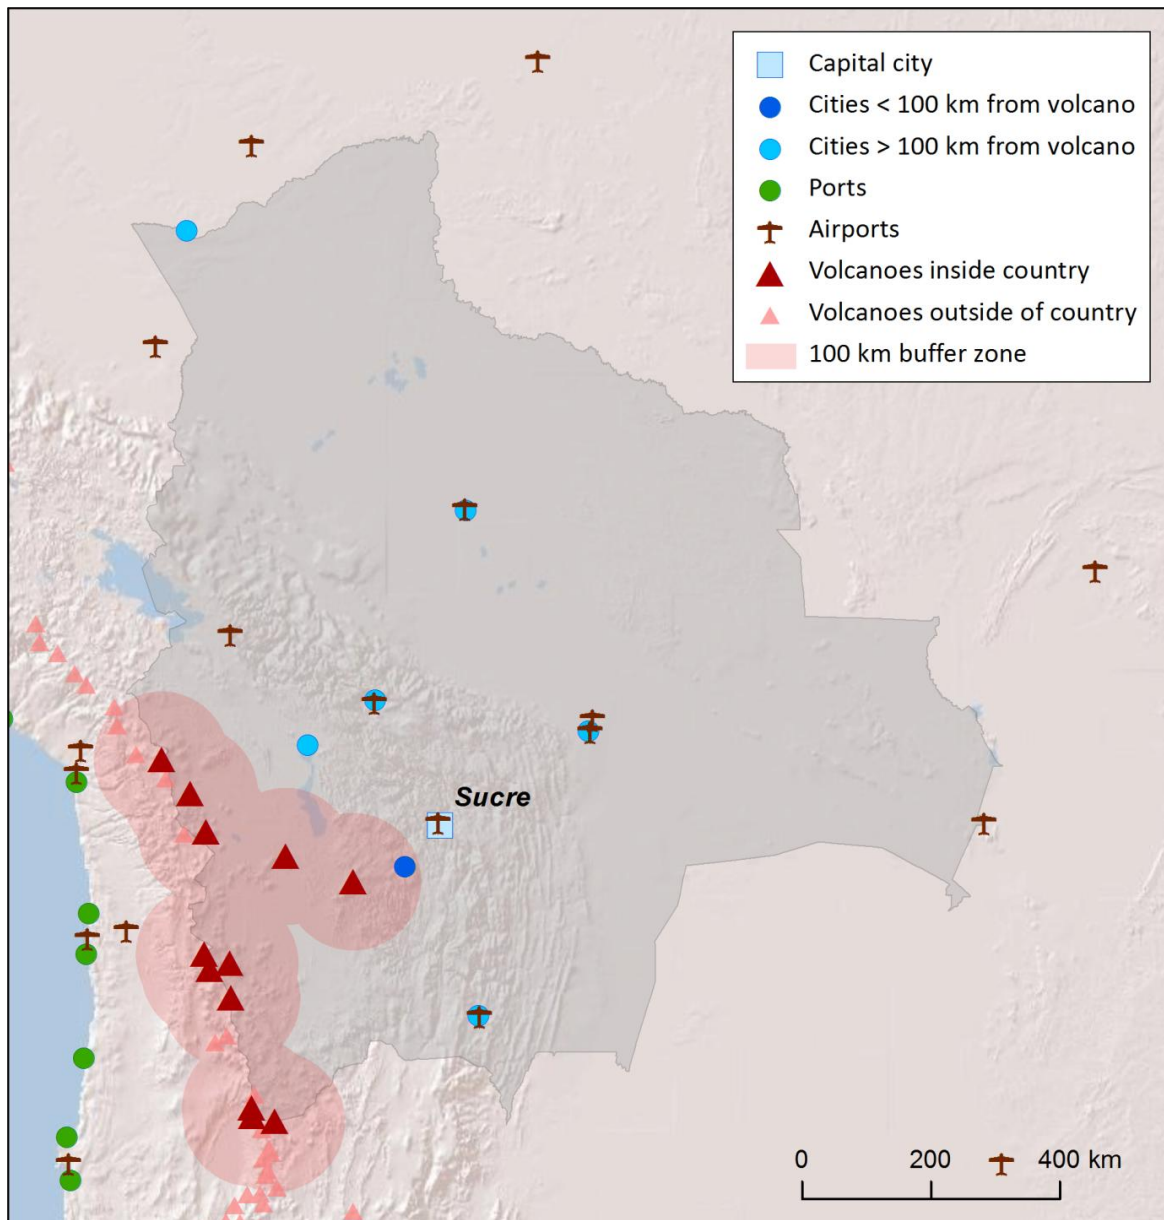 Capital city
Cities < 100 km from volcano
Cities > 100 km from volcano
Ports
Airports
Volcanoes inside country
Volcanoes outside of country
100 km buffer zone
Sucre
0 200 400 km